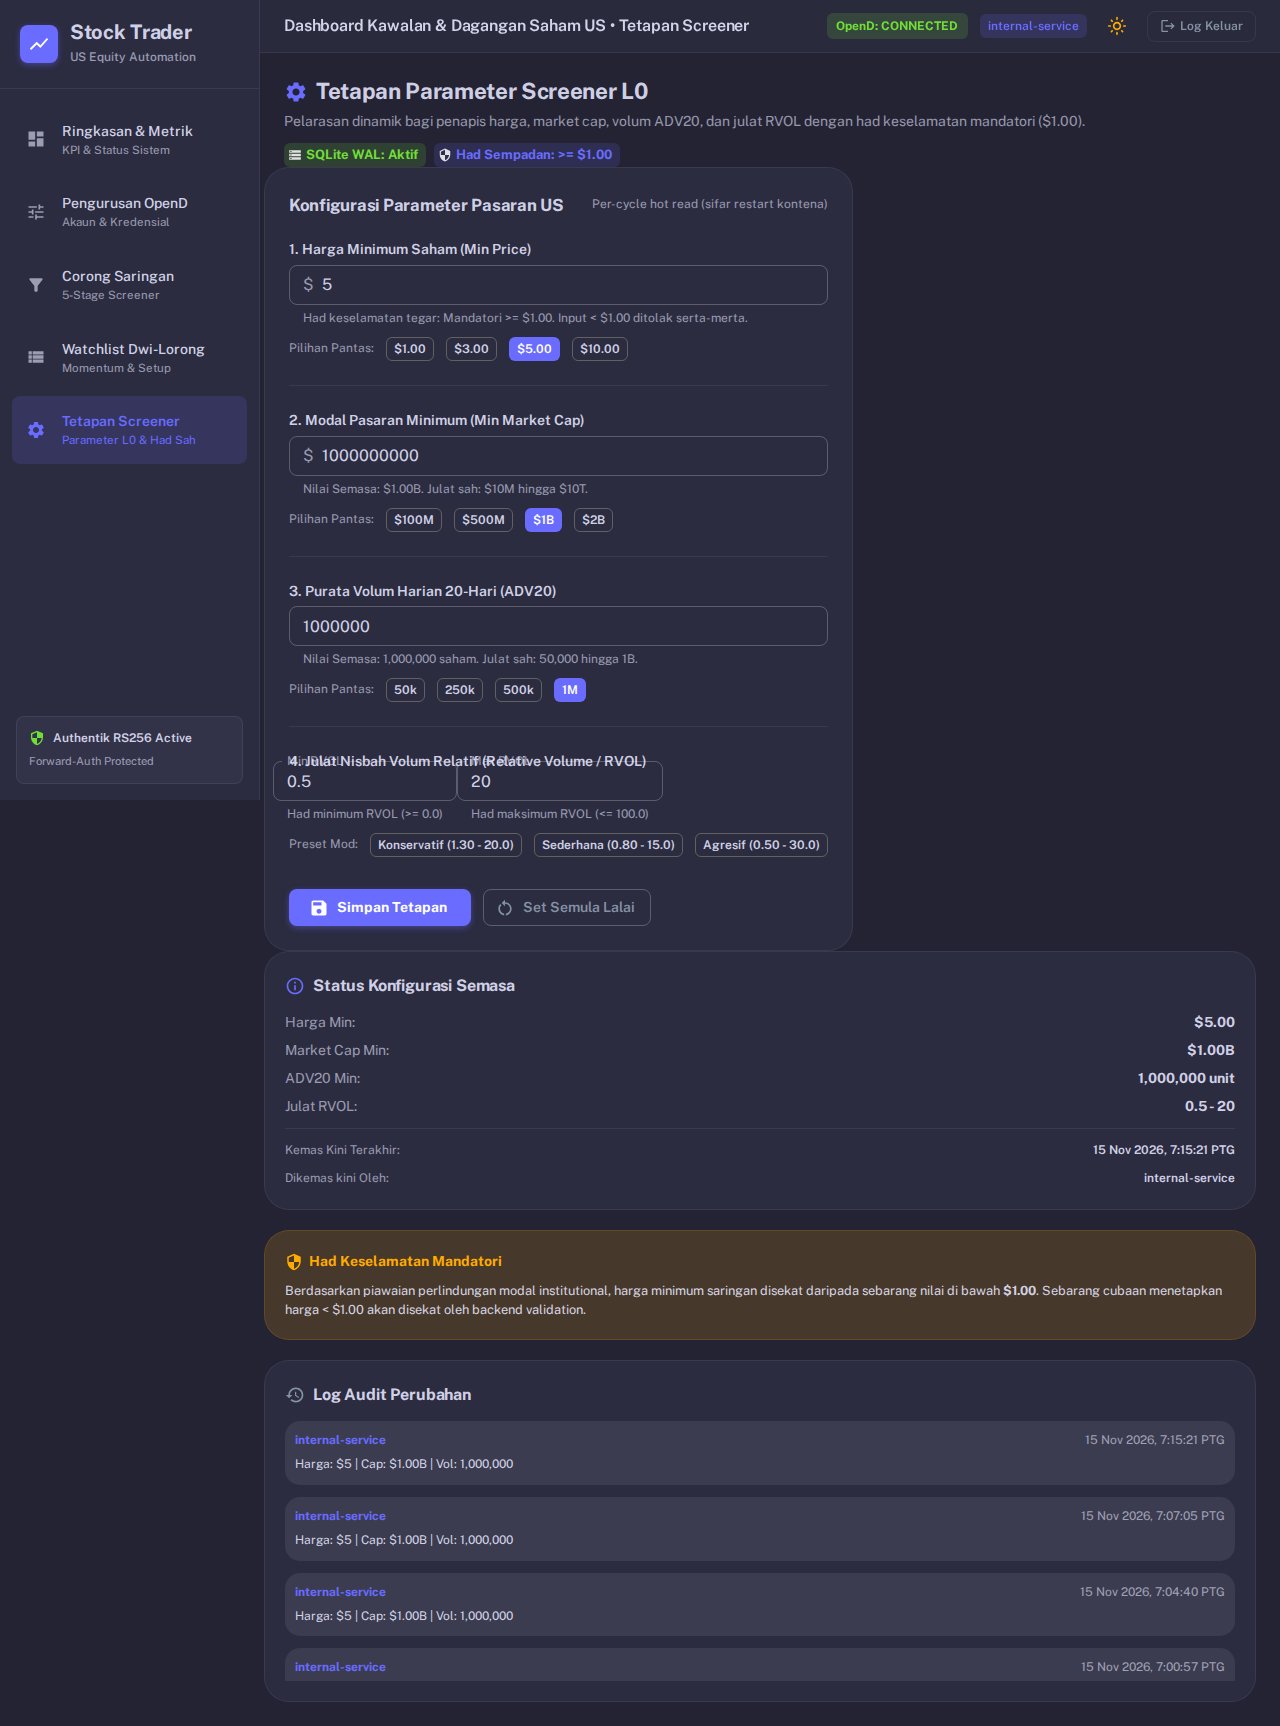 Stock Trader
US Equity Automation
Ringkasan & Metrik
KPI & Status Sistem
Pengurusan OpenD
Akaun & Kredensial
Corong Saringan
5-Stage Screener
Watchlist Dwi-Lorong
Momentum & Setup
Tetapan Screener
Parameter L0 & Had Sah
Authentik RS256 Active
Forward-Auth Protected
Dashboard Kawalan & Dagangan Saham US • Tetapan Screener
OpenD: CONNECTED
internal-service
Log Keluar
Tetapan Parameter Screener L0
Pelarasan dinamik bagi penapis harga, market cap, volum ADV20, dan julat RVOL dengan had keselamatan mandatori ($1.00).
SQLite WAL: Aktif
Had Sempadan: >= $1.00
Konfigurasi Parameter Pasaran US
Per-cycle hot read (sifar restart kontena)
1. Harga Minimum Saham (Min Price)
$ 5
Had keselamatan tegar: Mandatori >= $1.00. Input < $1.00 ditolak serta-merta.
Pilihan Pantas: $1.00 $3.00 $5.00 $10.00
2. Modal Pasaran Minimum (Min Market Cap)
$ 1000000000
Nilai Semasa: $1.00B. Julat sah: $10M hingga $10T.
Pilihan Pantas: $100M $500M $1B $2B
3. Purata Volum Harian 20-Hari (ADV20)
1000000
Nilai Semasa: 1,000,000 saham. Julat sah: 50,000 hingga 1B.
Pilihan Pantas: 50k 250k 500k 1M
4. Julat Nisbah Volum Relatif (Relative Volume / RVOL)
0.5
20
Had minimum RVOL (>= 0.0)
Had maksimum RVOL (<= 100.0)
Preset Mod: Konservatif (1.30 - 20.0) Sederhana (0.80 - 15.0) Agresif (0.50 - 30.0)
Simpan Tetapan
Set Semula Lalai
Status Konfigurasi Semasa
Harga Min: $5.00
Market Cap Min: $1.00B
ADV20 Min: 1,000,000 unit
Julat RVOL: 0.5 - 20
Kemas Kini Terakhir: 15 Nov 2026, 7:15:21 PTG
Dikemas kini Oleh: internal-service
Had Keselamatan Mandatori
Berdasarkan piawaian perlindungan modal institutional, harga minimum saringan disekat daripada sebarang nilai di bawah $1.00. Sebarang cubaan menetapkan
harga < $1.00 akan disekat oleh backend validation.
Log Audit Perubahan
internal-service 15 Nov 2026, 7:15:21 PTG
Harga: $5 | Cap: $1.00B | Vol: 1,000,000
internal-service 15 Nov 2026, 7:07:05 PTG
Harga: $5 | Cap: $1.00B | Vol: 1,000,000
internal-service 15 Nov 2026, 7:04:40 PTG
Harga: $5 | Cap: $1.00B | Vol: 1,000,000
internal-service 15 Nov 2026, 7:00:57 PTG